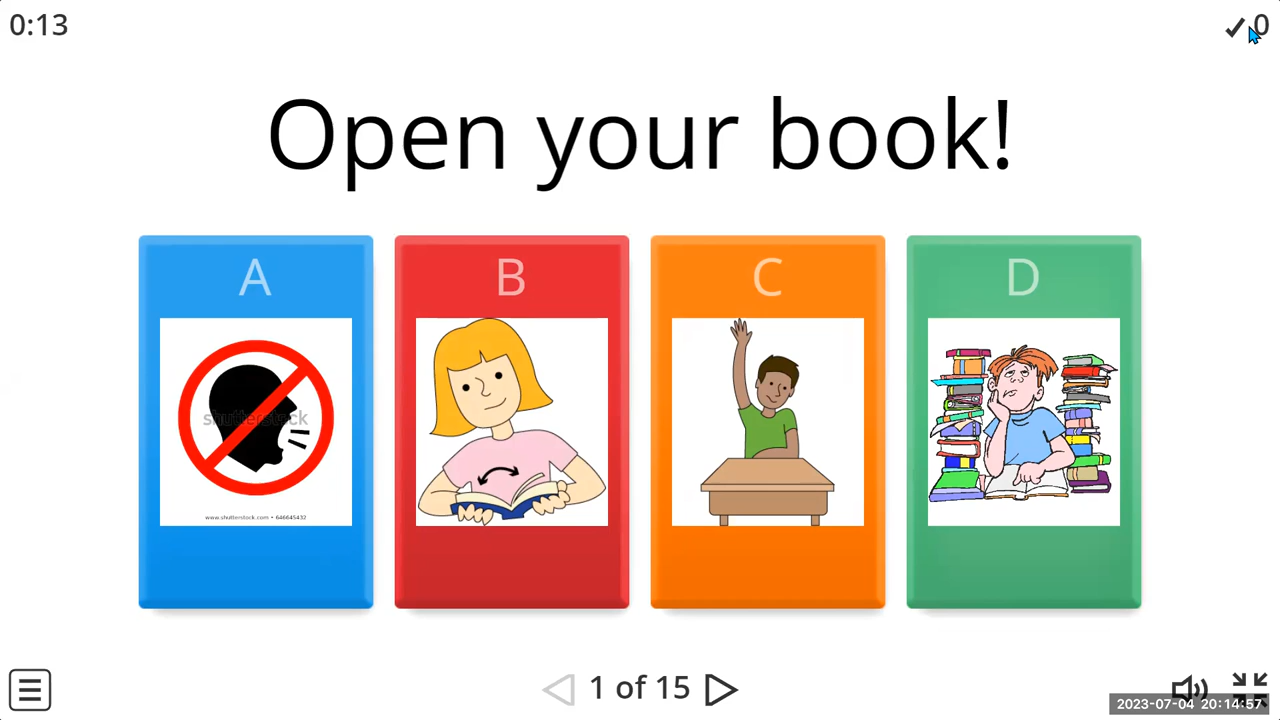 0:13
0
Open your book!
A
B
C
D
shutterstock
www.shutterstock.com • 646645432
1 of 15
2023-07-04 20:14:57